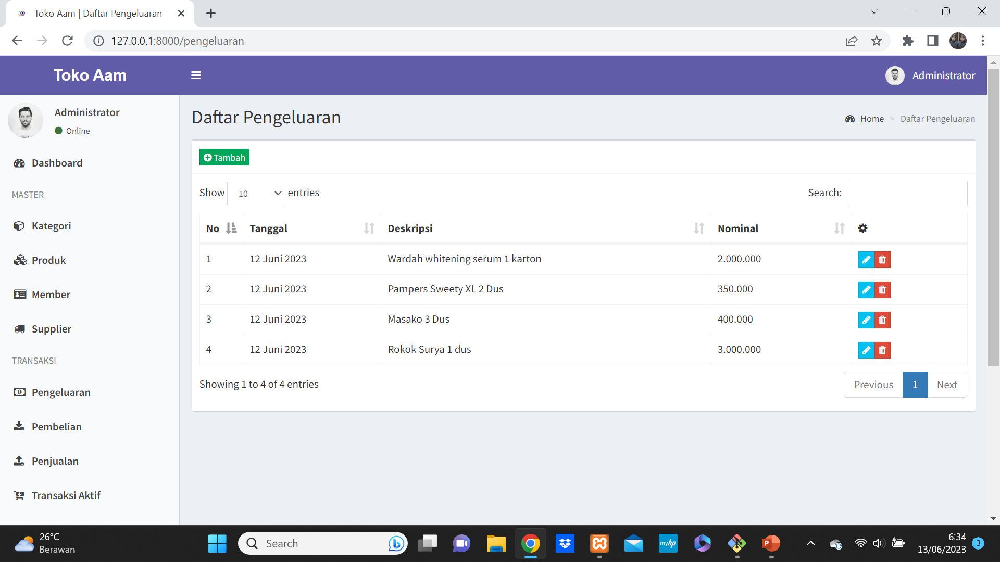 Toko Aam | Daftar Pengeluaran
127.0.0.1:8000/pengeluaran
Toko Aam
Administrator
Administrator
Online
Dashboard
MASTER
Kategori
Produk
Member
Supplier
TRANSAKSI
Pengeluaran
Pembelian
Penjualan
Transaksi Aktif
Daftar Pengeluaran
Home > Daftar Pengeluaran
Tambah
Show 10 entries
Search:
No Tanggal Deskripsi Nominal
1 12 Juni 2023 Wardah whitening serum 1 karton 2.000.000
2 12 Juni 2023 Pampers Sweety XL 2 Dus 350.000
3 12 Juni 2023 Masako 3 Dus 400.000
4 12 Juni 2023 Rokok Surya 1 dus 3.000.000
Showing 1 to 4 of 4 entries
Previous 1 Next
26°C
Berawan
Search
myhp
P
6:34
13/06/2023
3